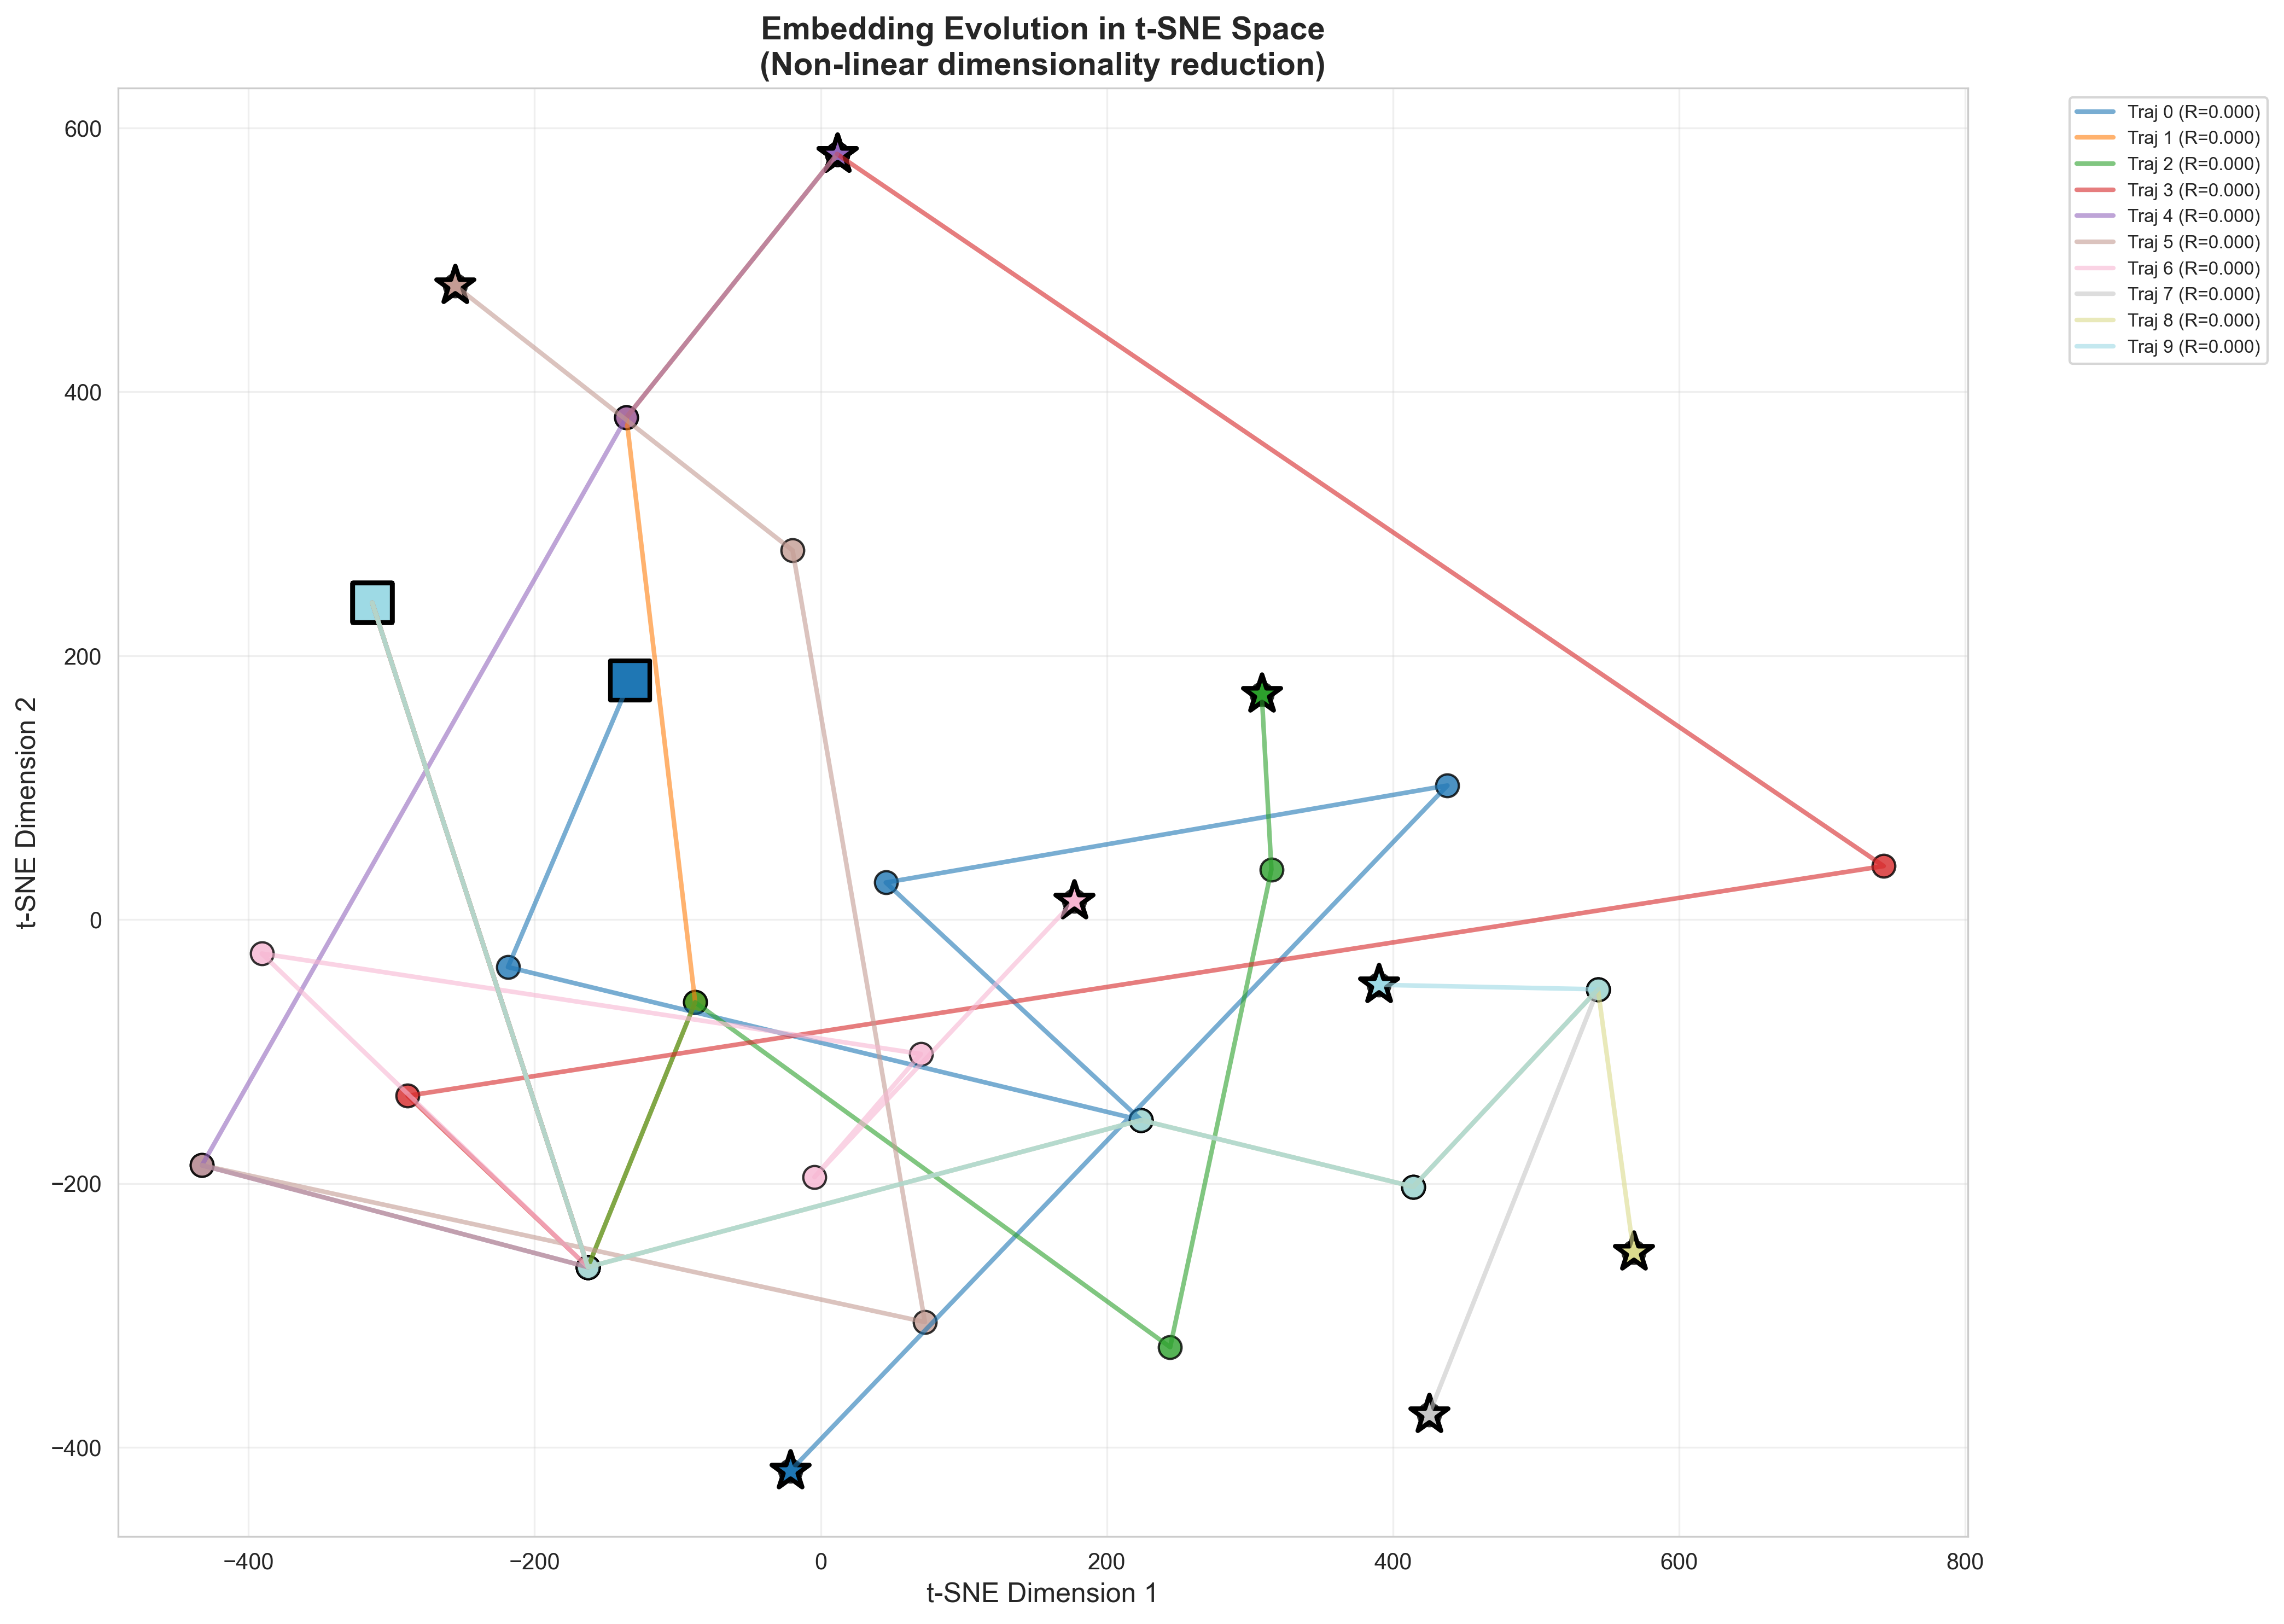 Embedding Evolution in t-SNE Space
(Non-linear dimensionality reduction)
Traj 0 (R=0.000)
Traj 1 (R=0.000)
Traj 2 (R=0.000)
Traj 3 (R=0.000)
Traj 4 (R=0.000)
Traj 5 (R=0.000)
Traj 6 (R=0.000)
Traj 7 (R=0.000)
Traj 8 (R=0.000)
Traj 9 (R=0.000)
t-SNE Dimension 2
600
400
200
0
−200
−400
−400
−200
0
200
400
600
800
t-SNE Dimension 1